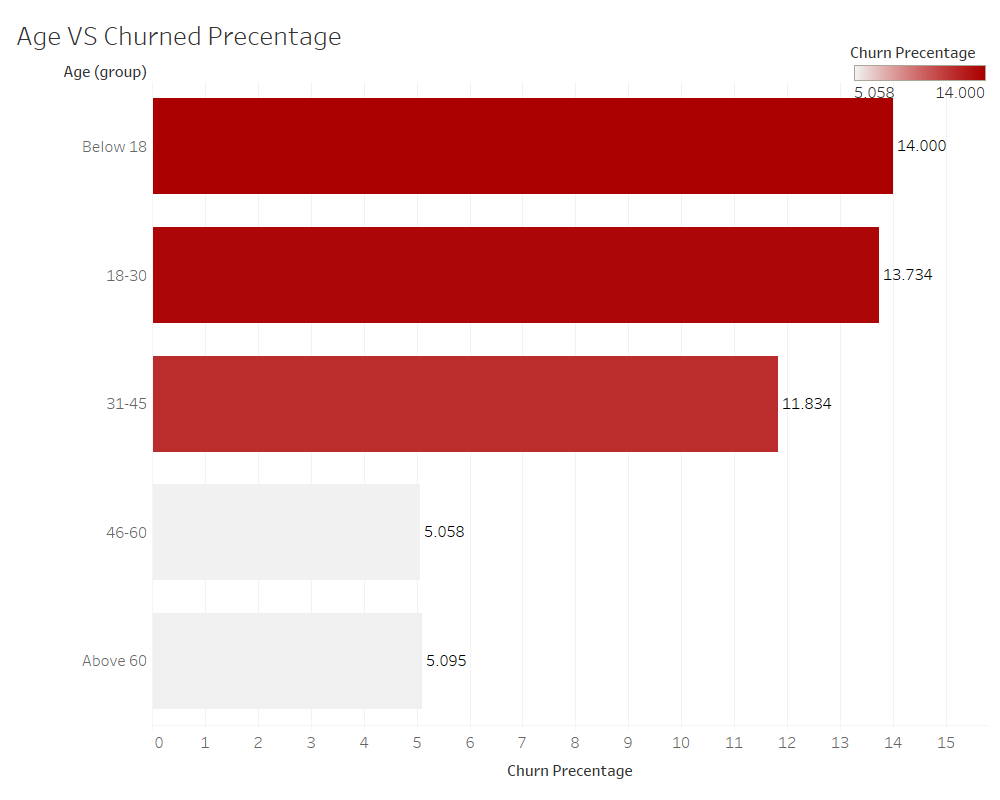 Age VS Churned Precentage
Age (group)
Churn Precentage
5.058 14.000
Below 18 14.000
18-30 13.734
31-45 11.834
46-60 5.058
Above 60 5.095
0 1 2 3 4 5 6 7 8 9 10 11 12 13 14 15
Churn Precentage